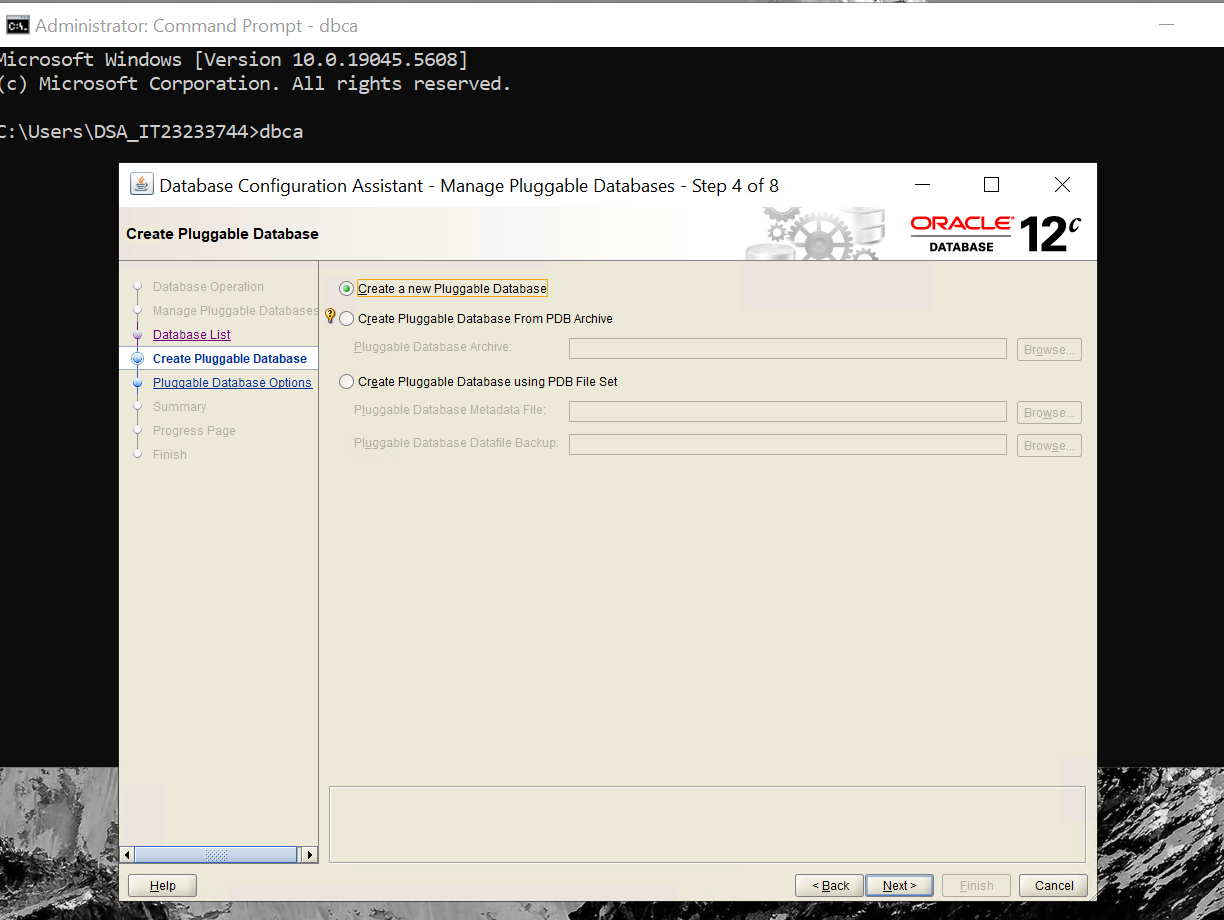 Administrator: Command Prompt - dbca
Microsoft Windows [Version 10.0.19045.5608]
(c) Microsoft Corporation. All rights reserved.
C:\Users\DSA_IT23233744>dbca
Database Configuration Assistant - Manage Pluggable Databases - Step 4 of 8
Create Pluggable Database
ORACLE
DATABASE
12c
Database Operation
Manage Pluggable Databases
Database List
Create Pluggable Database
Pluggable Database Options
Summary
Progress Page
Finish
Create a new Pluggable Database
Create Pluggable Database From PDB Archive
Pluggable Database Archive:
Browse...
Create Pluggable Database using PDB File Set
Pluggable Database Metadata File:
Browse...
Pluggable Database Datafile Backup:
Browse...
Help
< Back
Next >
Finish
Cancel